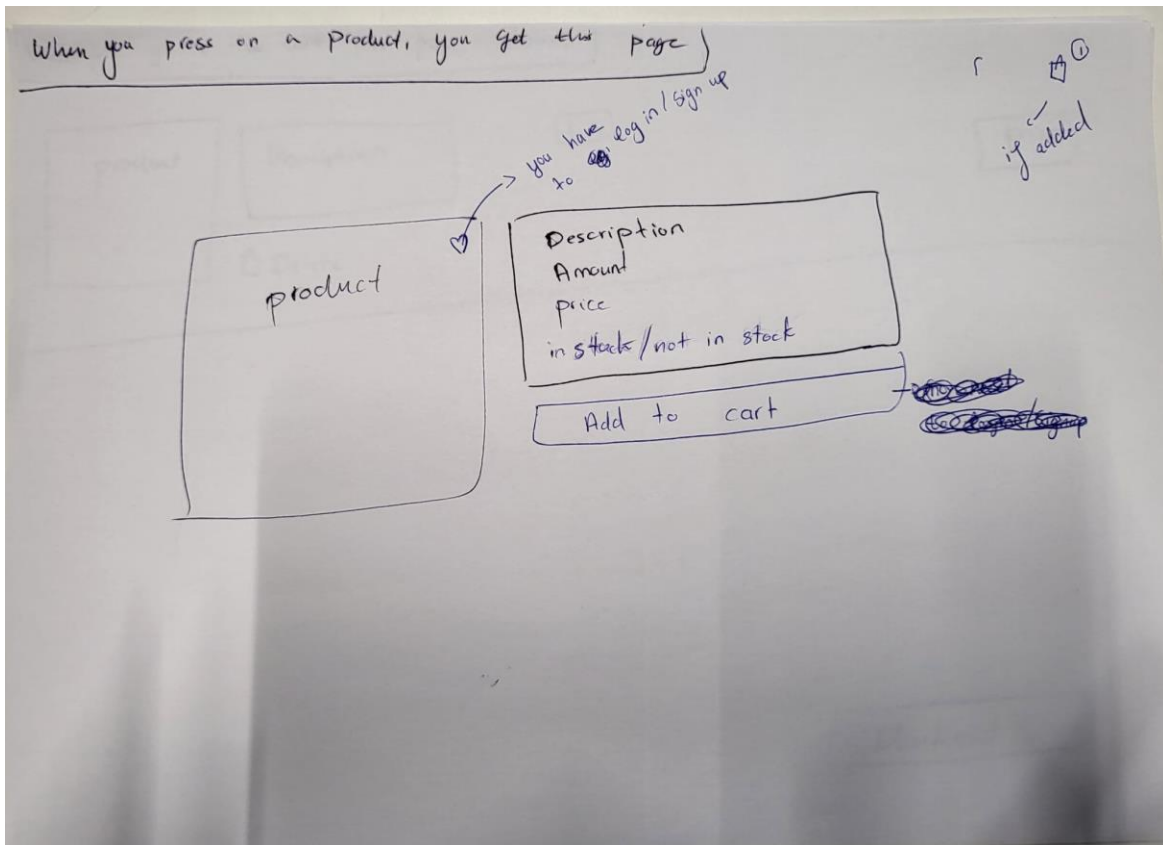 When you press on a product, you get this page
1
if added
you have
to log in / sign up
product
Description
Amount
price
in stock / not in stock
Add to cart